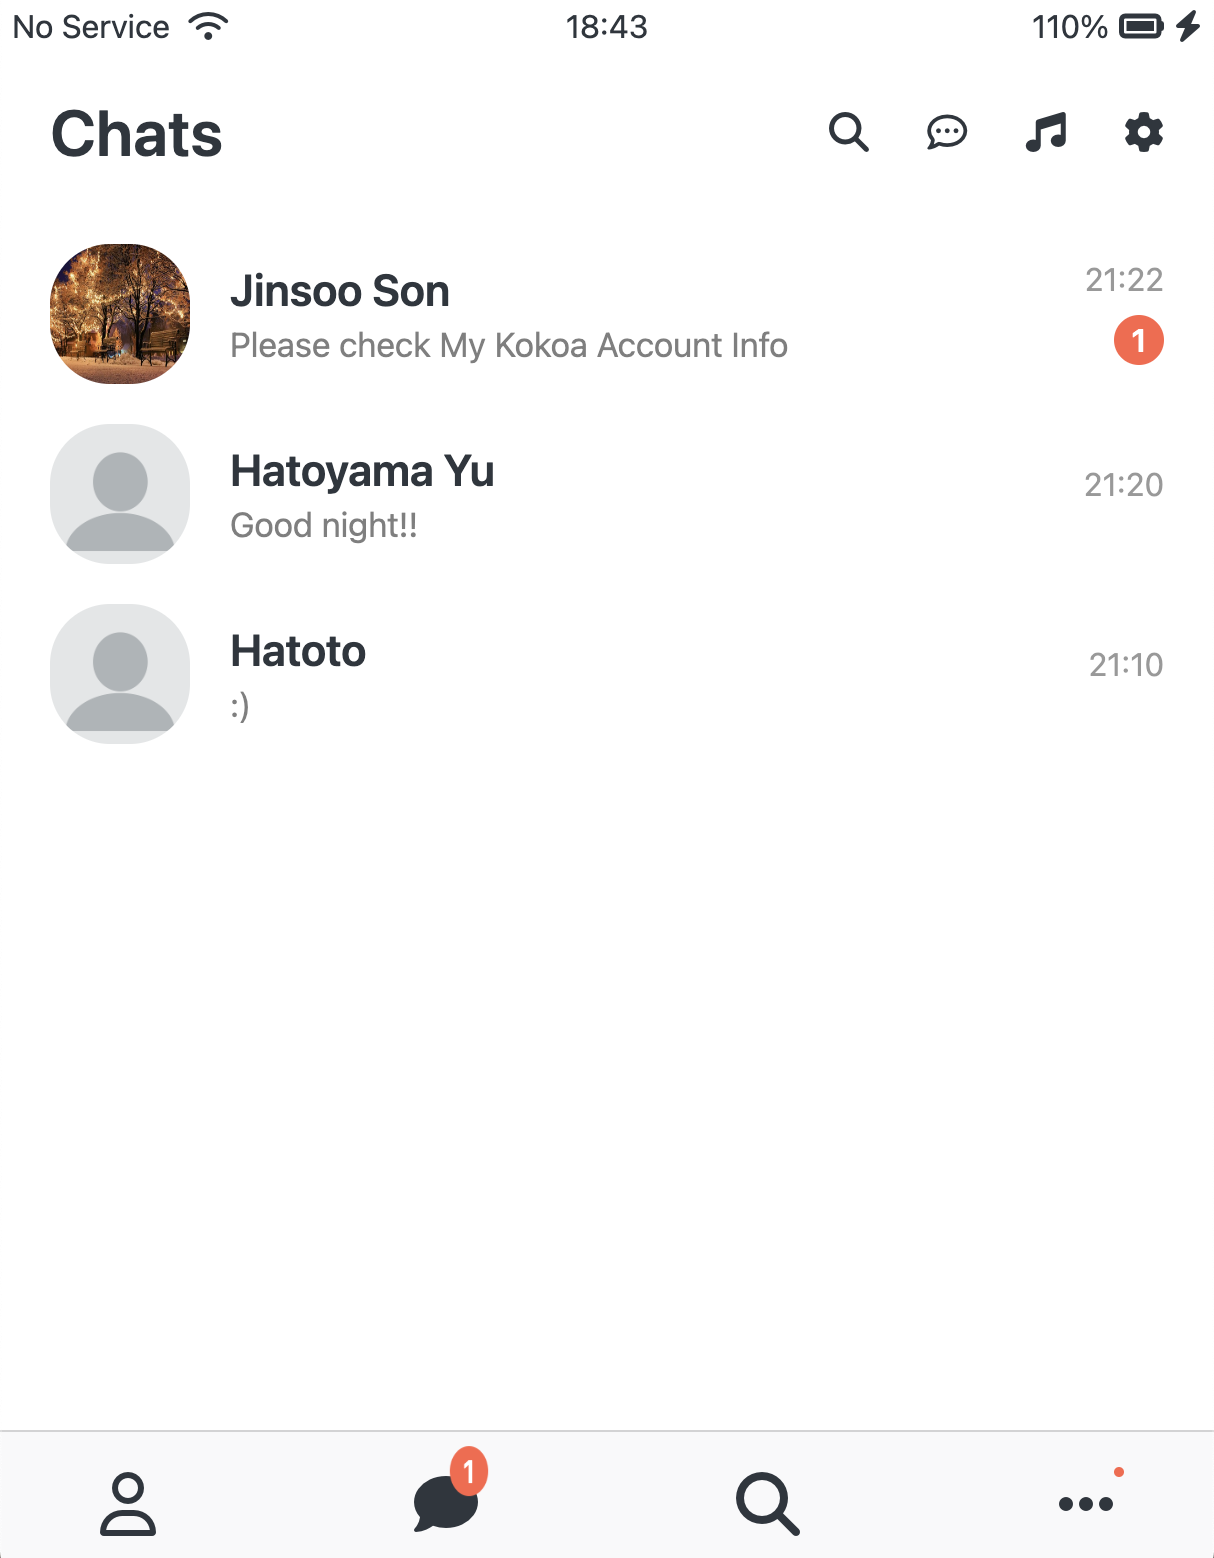 No Service 18:43 110%
Chats
Jinsoo Son 21:22
Please check My Kokoa Account Info 1
Hatoyama Yu 21:20
Good night!!
Hatoto 21:10
:)
1